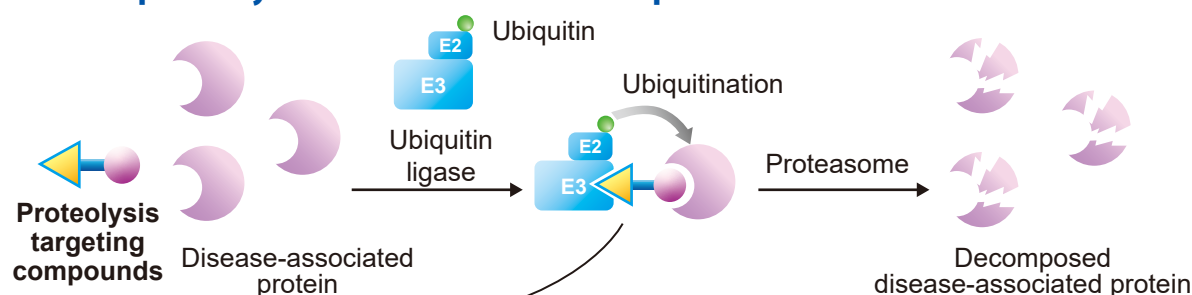 Proteolysis
targeting
compounds
Disease-associated
protein
E2
E3
Ubiquitin
Ubiquitin
ligase
Ubiquitination
E2
E3
Proteasome
Decomposed
disease-associated protein